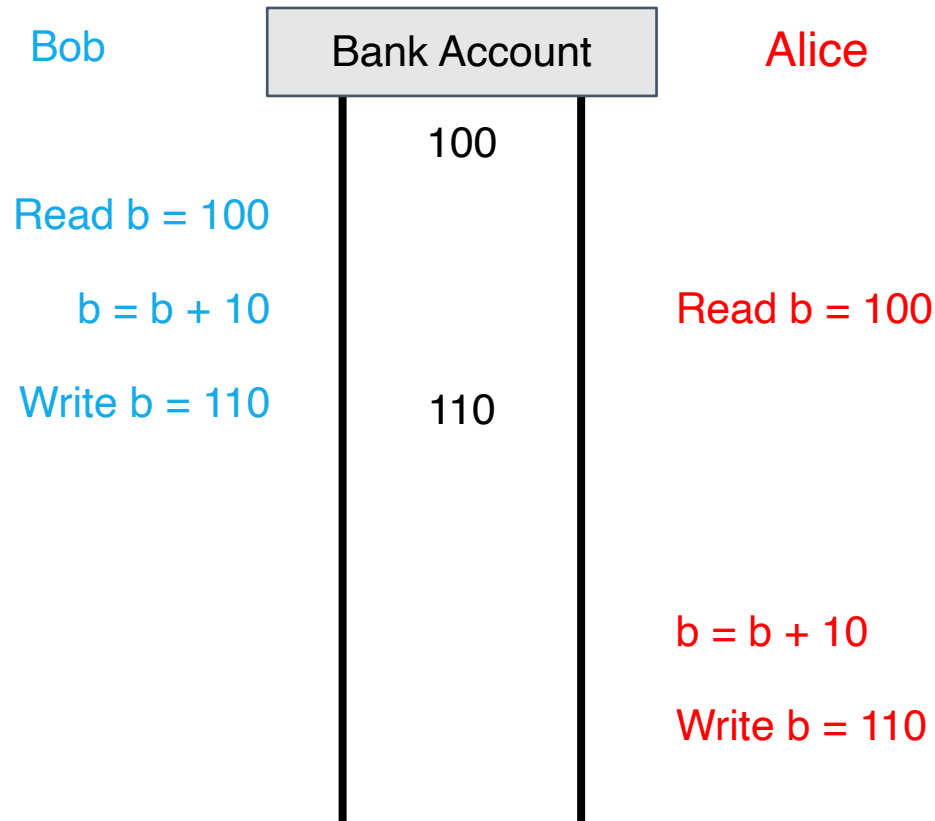 Bob
Bank Account
Alice
100
Read b = 100
b = b + 10
Read b = 100
Write b = 110
110
b = b + 10
Write b = 110